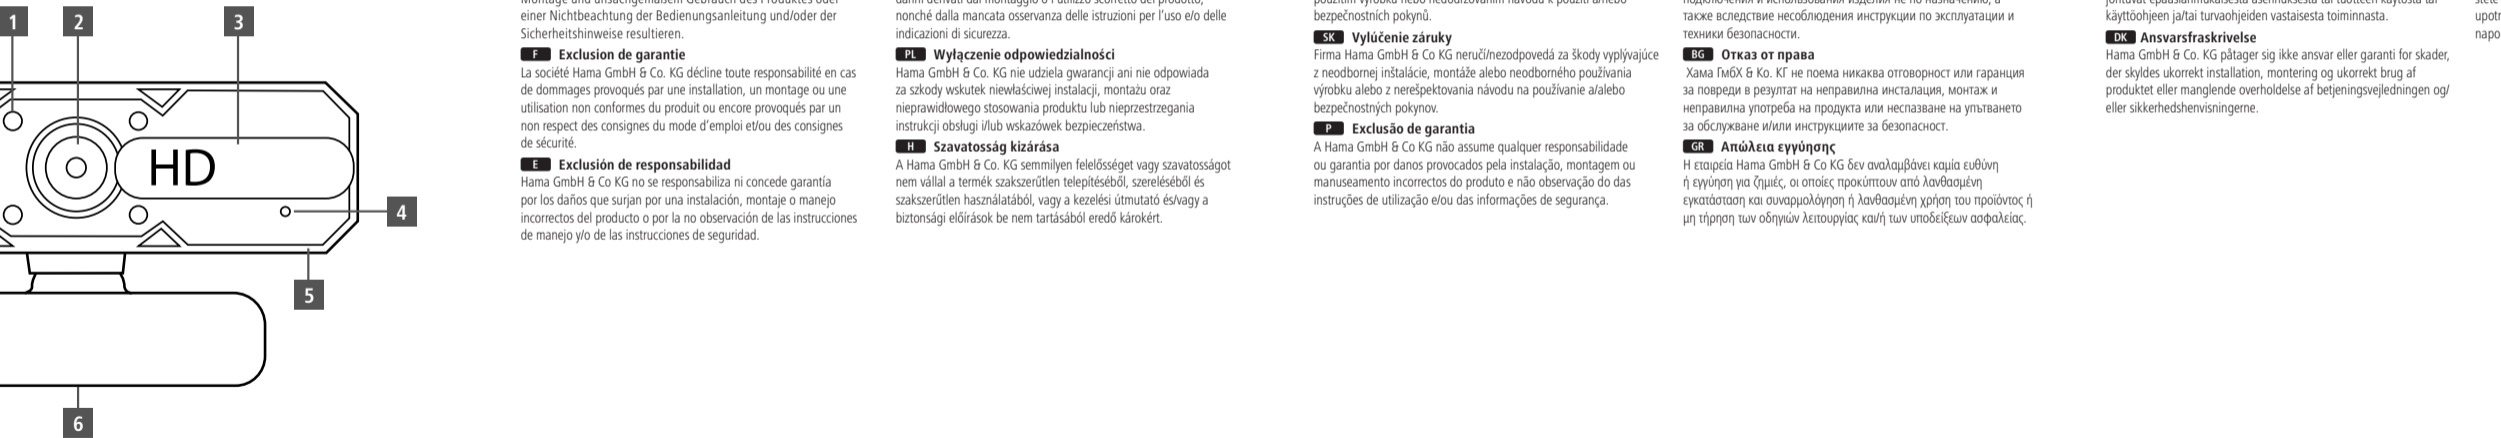 1
2
3
HD
4
5
6
einer Nichtbeachtung der Bedienungsanleitung und/oder der
Sicherheitshinweise resultieren.
F Exclusion de garantie
La société Hama GmbH & Co. KG décline toute responsabilité en cas
de dommages provoqués par une installation, un montage ou une
utilisation non conformes du produit ou encore provoqués par un
non respect des consignes du mode d’emploi et/ou des consignes
de sécurité.
E Exclusión de responsabilidad
Hama GmbH & Co KG no se responsabiliza ni concede garantía
por los daños que surjan por una instalación, montaje o manejo
incorrectos del producto o por la no observación de las instrucciones
de manejo y/o de las instrucciones de seguridad.
nonché dalla mancata osservanza delle istruzioni per l’uso e/o delle
indicazioni di sicurezza.
PL Wyłączenie odpowiedzialności
Hama GmbH & Co. KG nie udziela gwarancji ani nie odpowiada
za szkody wskutek niewłaściwej instalacji, montażu oraz
nieprawidłowego stosowania produktu lub nieprzestrzegania
instrukcji obsługi i/lub wskazówek bezpieczeństwa.
H Szavatosság kizárása
A Hama GmbH & Co. KG semmilyen felelősséget vagy szavatosságot
nem vállal a termék szakszerűtlen telepítéséből, szereléséből és
szakszerűtlen használatából, vagy a kezelési útmutató és/vagy a
biztonsági előírások be nem tartásából eredő károkért.
bezpečnostních pokynů.
SK Vylúčenie záruky
Firma Hama GmbH & Co KG neručí/nezodpovedá za škody vyplývajúce
z neodbornej inštalácie, montáže alebo neodborného používania
výrobku alebo z nerešpektovania návodu na používanie a/alebo
bezpečnostných pokynov.
P Exclusão de garantia
A Hama GmbH & Co KG não assume qualquer responsabilidade
ou garantia por danos provocados pela instalação, montagem ou
manuseamento incorrectos do produto e não observação do das
instruções de utilização e/ou das informações de segurança.
также вследствие несоблюдения инструкции по эксплуатации и
техники безопасности.
BG Отказ от права
Хама ГмбХ & Ко. КГ не поема никаква отговорност или гаранция
за повреди в резултат на неправилна инсталация, монтаж и
неправилна употреба на продукта или неспазване на упътването
за обслужване и/или инструкциите за безопасност.
GR Απώλεια εγγύησης
Η εταιρεία Hama GmbH & Co KG δεν αναλαμβάνει καμία ευθύνη
ή εγγύηση για ζημιές, οι οποίες προκύπτουν από λανθασμένη
εγκατάσταση και συναρμολόγηση ή λανθασμένη χρήση του προϊόντος ή
μη τήρηση των οδηγιών λειτουργίας και/ή των υποδείξεων ασφαλείας.
käyttöohjeen ja/tai turvaohjeiden vastaisesta toiminnasta.
DK Ansvarsfraskrivelse
Hama GmbH & Co. KG påtager sig ikke ansvar eller garanti for skader,
der skyldes ukorrekt installation, montering og ukorrekt brug af
produktet eller manglende overholdelse af betjeningsvejledningen og/
eller sikkerhedshenvisningerne.